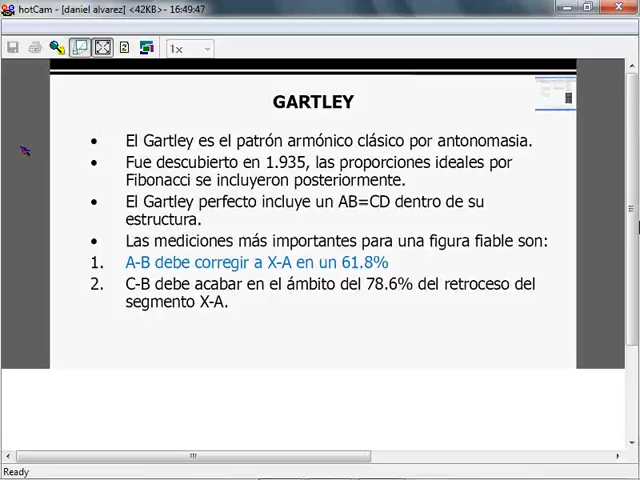 hotCam - [daniel alvarez] <42KB> - 16:49:47
1x
GARTLEY
• El Gartley es el patrón armónico clásico por antonomasia.
• Fue descubierto en 1.935, las proporciones ideales por
Fibonacci se incluyeron posteriormente.
• El Gartley perfecto incluye un AB=CD dentro de su
estructura.
• Las mediciones más importantes para una figura fiable son:
1. A-B debe corregir a X-A en un 61.8%
2. C-B debe acabar en el ámbito del 78.6% del retroceso del
segmento X-A.
Ready